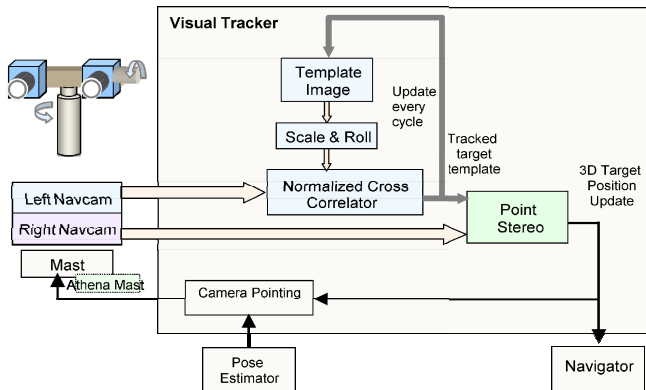 Visual Tracker
Template
Image
Update
every
cycle
Scale & Roll
Tracked
target
template
3D Target
Position
Update
Normalized Cross
Correlator
Left Navcam
Right Navcam
Point
Stereo
Mast
Athena Mast
Camera Pointing
Pose
Estimator
Navigator